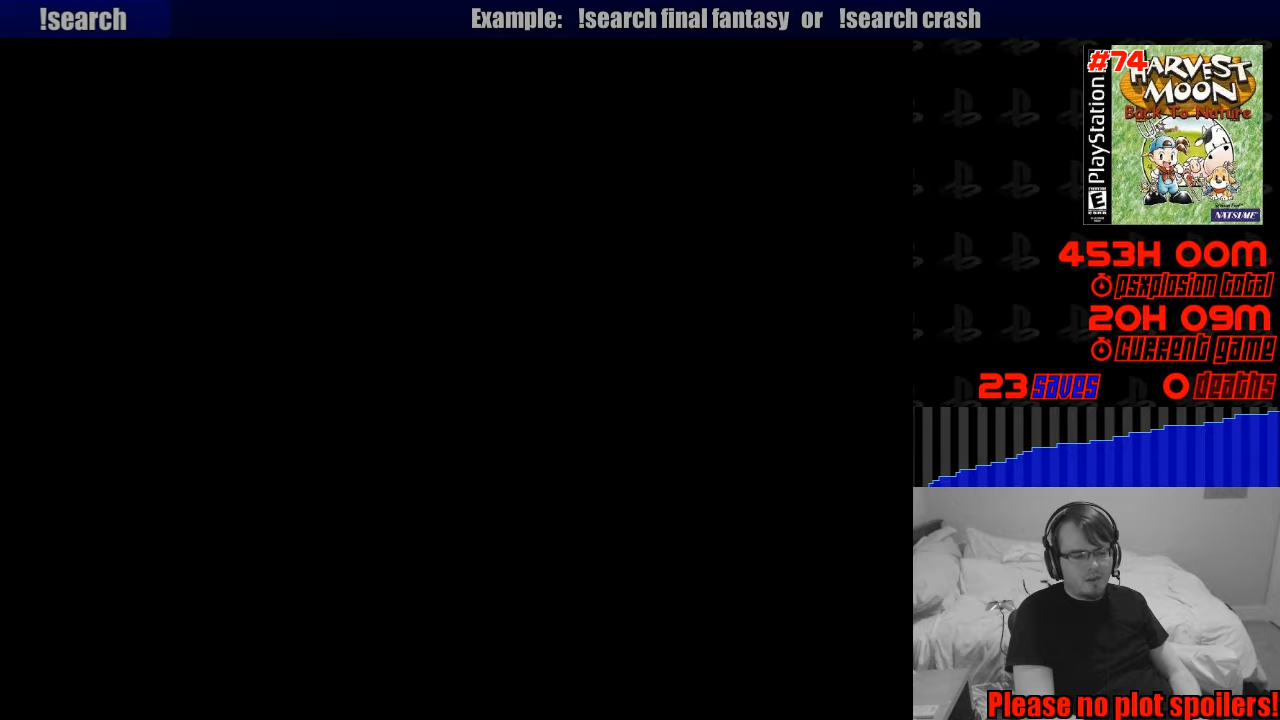 !search
Example: !search final fantasy or !search crash
#74
HARVEST
MOON
Back To Nature
PlayStation
E
NATSUME
453H 00M
psxplosion total
20H 09M
current game
23 saves 0 deaths
Please no plot spoilers!